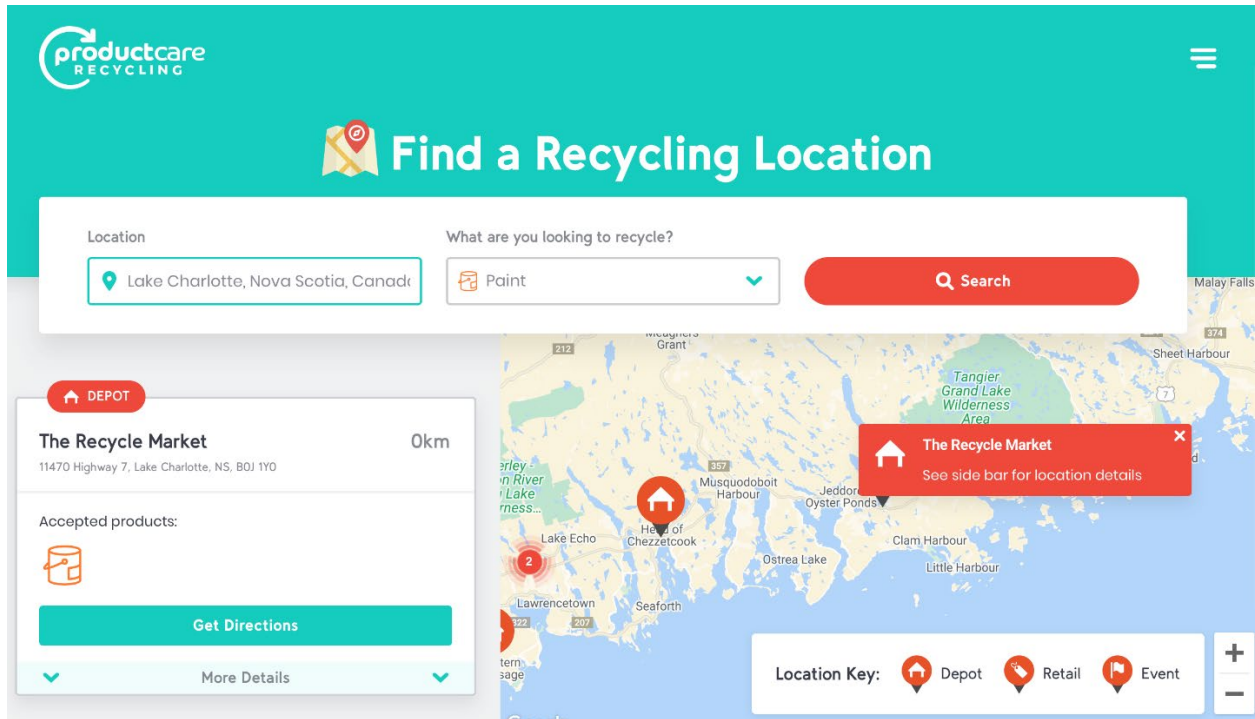 productcare
RECYCLING
Find a Recycling Location
Location
What are you looking to recycle?
Lake Charlotte, Nova Scotia, Canad
Paint
Search
DEPOT
The Recycle Market
0km
11470 Highway 7, Lake Charlotte, NS, B0J 1Y0
Accepted products:
Get Directions
More Details
Malay Falls
374
Grant
212
Sheet Harbour
Tangier
Grand Lake
Wilderness
Area
7
The Recycle Market
See side bar for location details
357
Musquodoboit
Harbour
Oyster Ponds
Lake
Lake Echo
Head of
Chezzetcook
Clam Harbour
2
Ostrea Lake
Little Harbour
Lawrencetown
Seaforth
322
207
Location Key:
Depot
Retail
Event
+
−